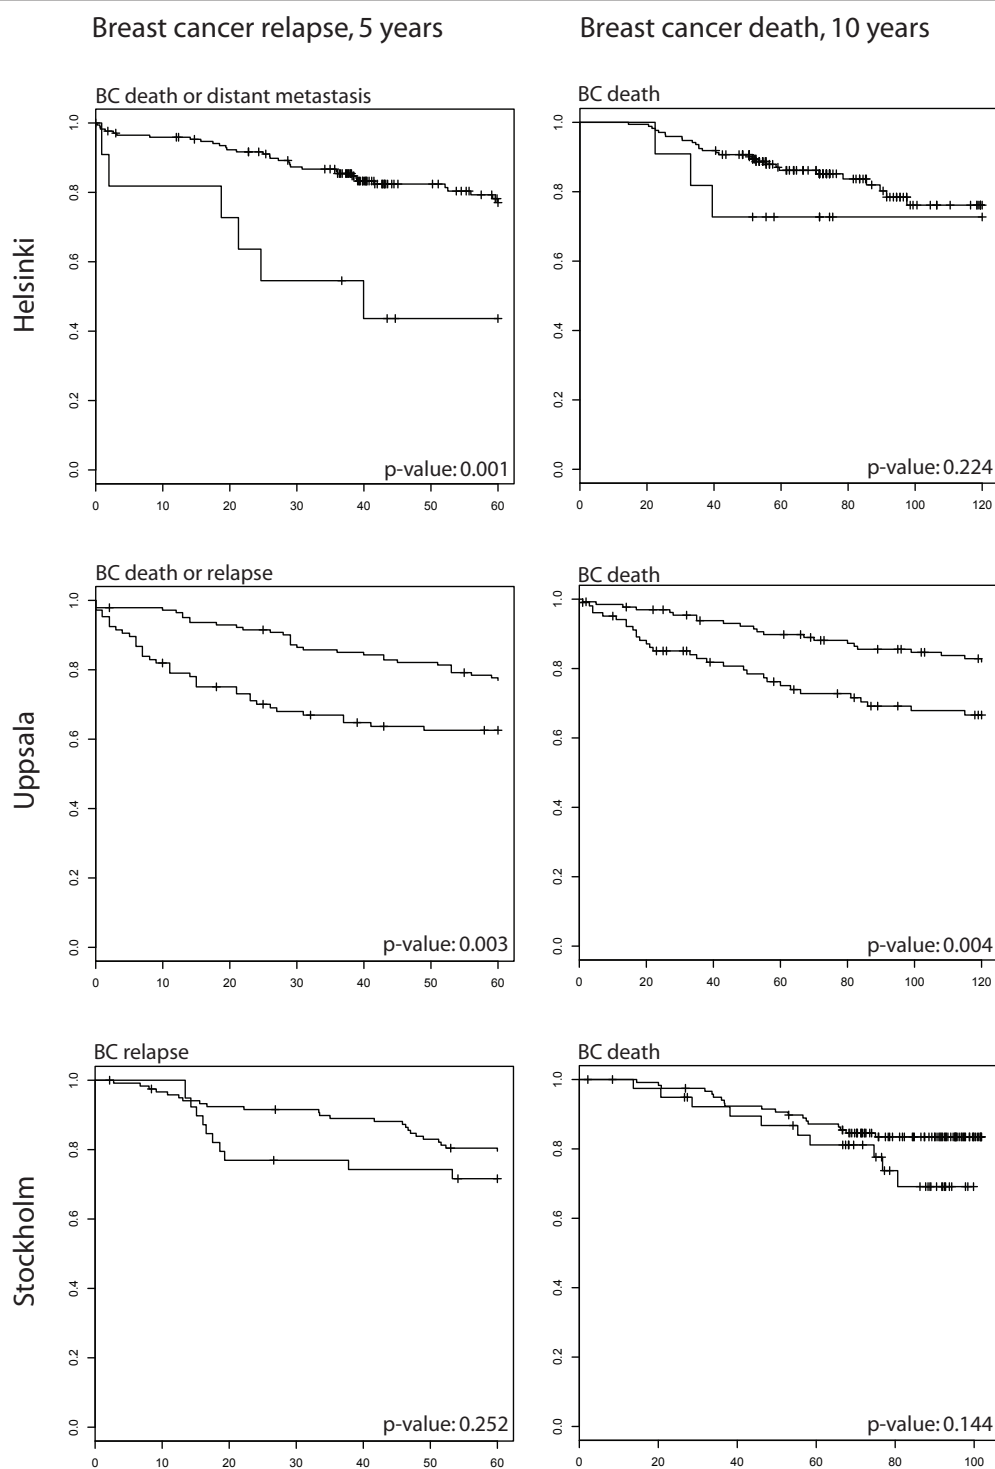 Breast cancer relapse, 5 years
Breast cancer death, 10 years
Helsinki
BC death or distant metastasis
1.0
0.8
0.6
0.4
0.2
0.0
p-value: 0.001
0 10 20 30 40 50 60
BC death
1.0
0.8
0.6
0.4
0.2
0.0
p-value: 0.224
0 20 40 60 80 100 120
Uppsala
BC death or relapse
1.0
0.8
0.6
0.4
0.2
0.0
p-value: 0.003
0 10 20 30 40 50 60
BC death
1.0
0.8
0.6
0.4
0.2
0.0
p-value: 0.004
0 20 40 60 80 100 120
Stockholm
BC relapse
1.0
0.8
0.6
0.4
0.2
0.0
p-value: 0.252
0 10 20 30 40 50 60
BC death
1.0
0.8
0.6
0.4
0.2
0.0
p-value: 0.144
0 20 40 60 80 100